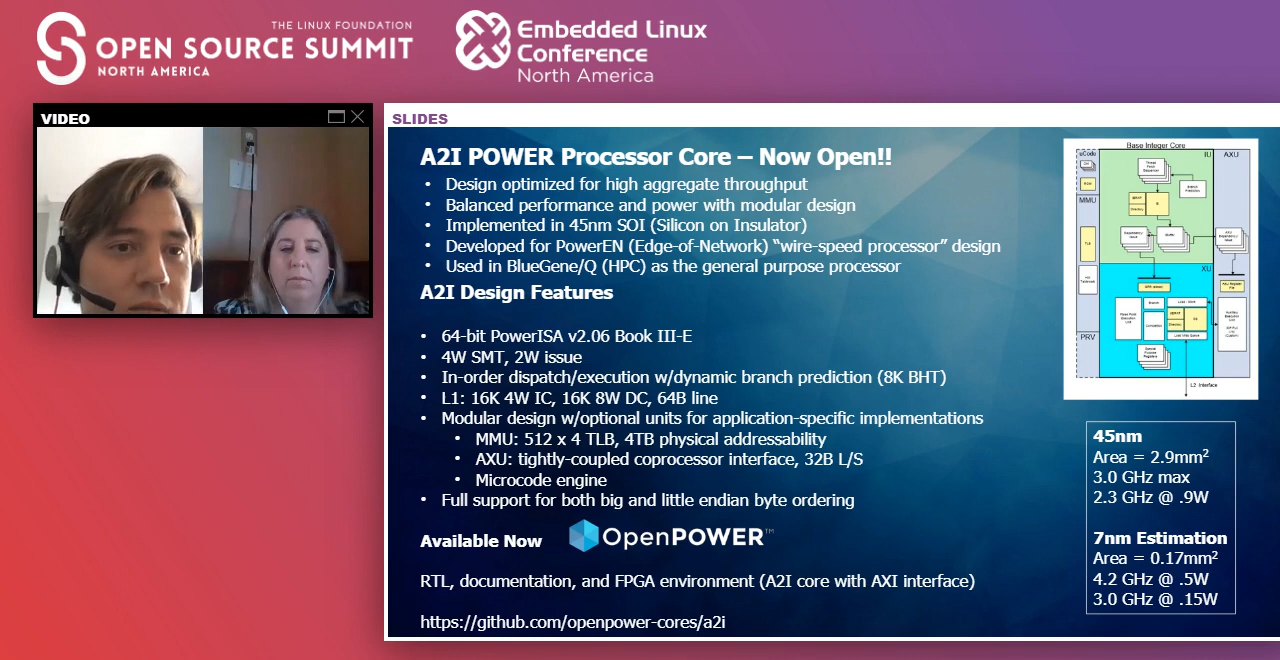 THE LINUX FOUNDATION
OPEN SOURCE SUMMIT
NORTH AMERICA
Embedded Linux
Conference
North America
VIDEO
SLIDES
A2I POWER Processor Core – Now Open!!
• Design optimized for high aggregate throughput
• Balanced performance and power with modular design
• Implemented in 45nm SOI (Silicon on Insulator)
• Developed for PowerEN (Edge-of-Network) “wire-speed processor” design
• Used in BlueGene/Q (HPC) as the general purpose processor
A2I Design Features
• 64-bit PowerISA v2.06 Book III-E
• 4W SMT, 2W issue
• In-order dispatch/execution w/dynamic branch prediction (8K BHT)
• L1: 16K 4W IC, 16K 8W DC, 64B line
• Modular design w/optional units for application-specific implementations
• MMU: 512 x 4 TLB, 4TB physical addressability
• AXU: tightly-coupled coprocessor interface, 32B L/S
• Microcode engine
• Full support for both big and little endian byte ordering
Available Now
OpenPOWER™
RTL, documentation, and FPGA environment (A2I core with AXI interface)
https://github.com/openpower-cores/a2i
Base Integer Core
uCode
IU
AXU
MMU
XU
PRV
L2 Interface
45nm
Area = 2.9mm²
3.0 GHz max
2.3 GHz @ .9W
7nm Estimation
Area = 0.17mm²
4.2 GHz @ .5W
3.0 GHz @ .15W